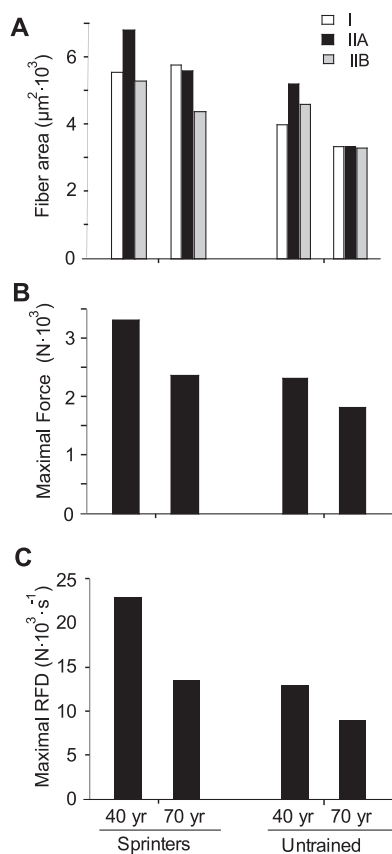 A
I
IIA
IIB
Fiber area (µm²·10³)
6
4
2
0
B
Maximal Force (N·10³)
3
2
1
0
C
Maximal RFD (N·10³·s⁻¹)
25
20
15
10
5
0
40 yr 70 yr 40 yr 70 yr
Sprinters Untrained